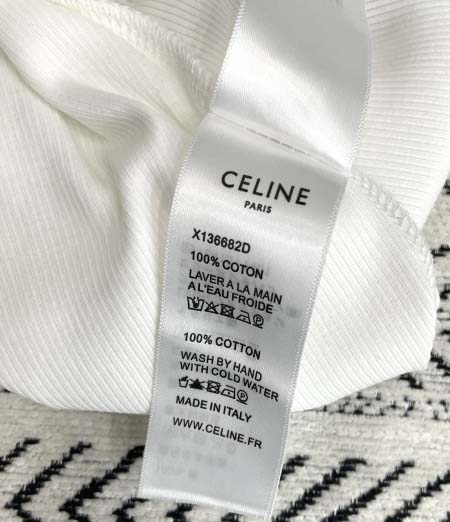 CELINE
PARIS
X136682D
100% COTON
LAVER A LA MAIN
A L'EAU FROIDE
100% COTTON
WASH BY HAND
WITH COLD WATER
MADE IN ITALY
WWW.CELINE.FR